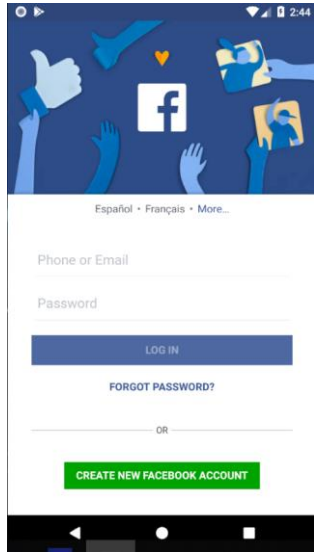 2:44
f
Español • Français • More...
Phone or Email
Password
LOG IN
FORGOT PASSWORD?
OR
CREATE NEW FACEBOOK ACCOUNT